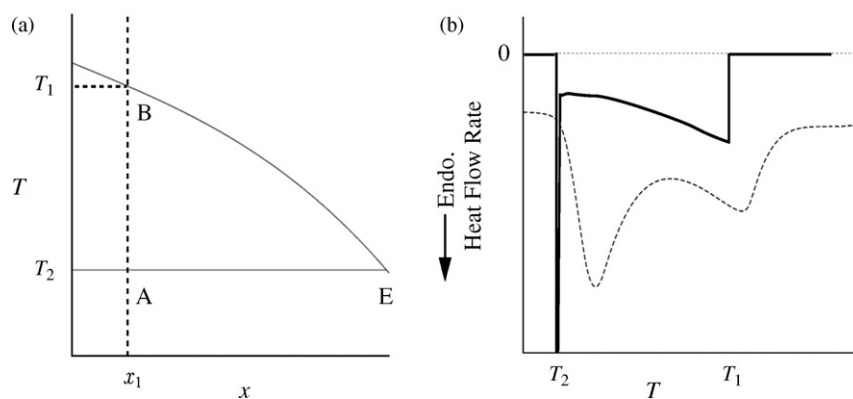 (a)
T₁
B
T
T₂
A
E
x₁
x
(b)
0
Endo.
Heat Flow Rate
T₂
T
T₁